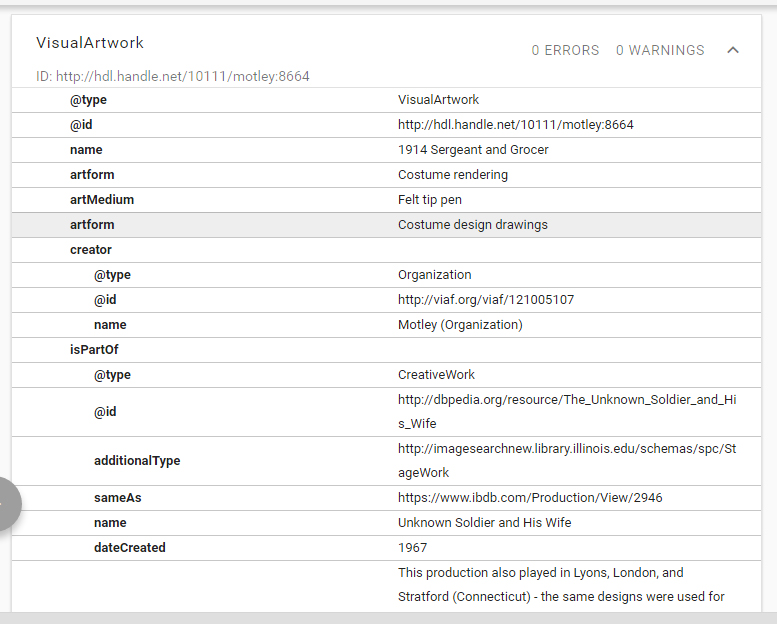 VisualArtwork
0 ERRORS 0 WARNINGS
ID: http://hdl.handle.net/10111/motley:8664
@type VisualArtwork
@id http://hdl.handle.net/10111/motley:8664
name 1914 Sergeant and Grocer
artform Costume rendering
artMedium Felt tip pen
artform Costume design drawings
creator
@type Organization
@id http://viaf.org/viaf/121005107
name Motley (Organization)
isPartOf
@type CreativeWork
@id http://dbpedia.org/resource/The_Unknown_Soldier_and_Hi
s_Wife
additionalType http://imagesearchnew.library.illinois.edu/schemas/spc/St
ageWork
sameAs https://www.ibdb.com/Production/View/2946
name Unknown Soldier and His Wife
dateCreated 1967
This production also played in Lyons, London, and
Stratford (Connecticut) - the same designs were used for